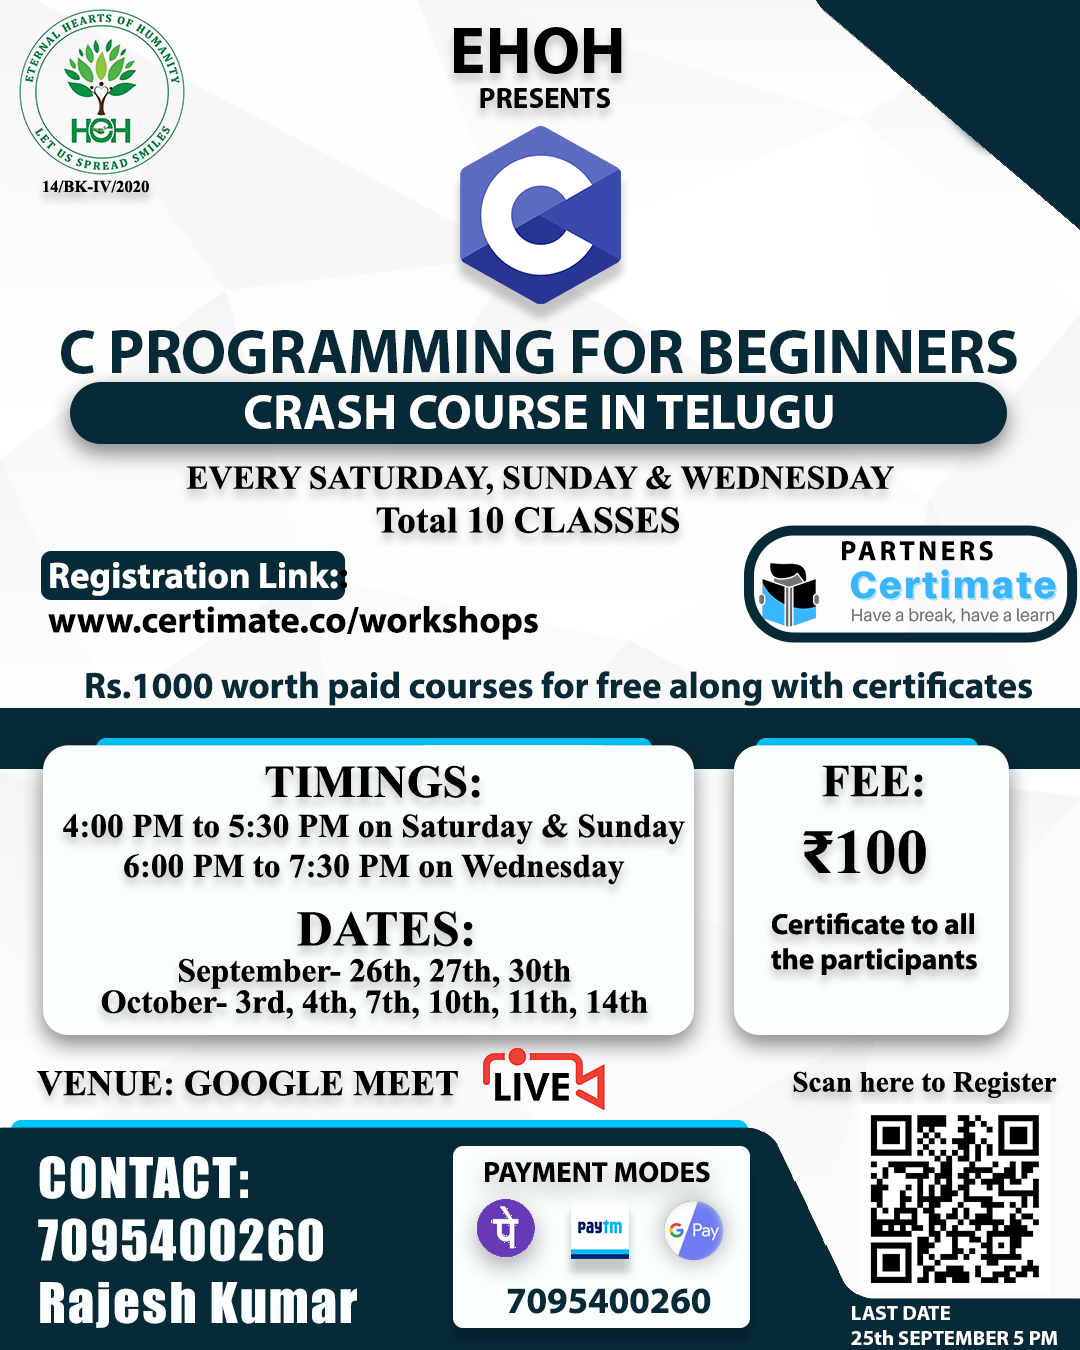 ETERNAL HEARTS OF HUMANITY
HOH
LET US SPREAD SMILES
14/BK-IV/2020
EHOH
PRESENTS
C
C PROGRAMMING FOR BEGINNERS
CRASH COURSE IN TELUGU
EVERY SATURDAY, SUNDAY & WEDNESDAY
Total 10 CLASSES
Registration Link::
www.certimate.co/workshops
PARTNERS
Certimate
Have a break, have a learn
Rs.1000 worth paid courses for free along with certificates
TIMINGS:
4:00 PM to 5:30 PM on Saturday & Sunday
6:00 PM to 7:30 PM on Wednesday
DATES:
September- 26th, 27th, 30th
October- 3rd, 4th, 7th, 10th, 11th, 14th
FEE:
₹100
Certificate to all
the participants
VENUE: GOOGLE MEET
LIVE
Scan here to Register
CONTACT:
7095400260
Rajesh Kumar
PAYMENT MODES
पे
paytm
G Pay
7095400260
LAST DATE
25th SEPTEMBER 5 PM